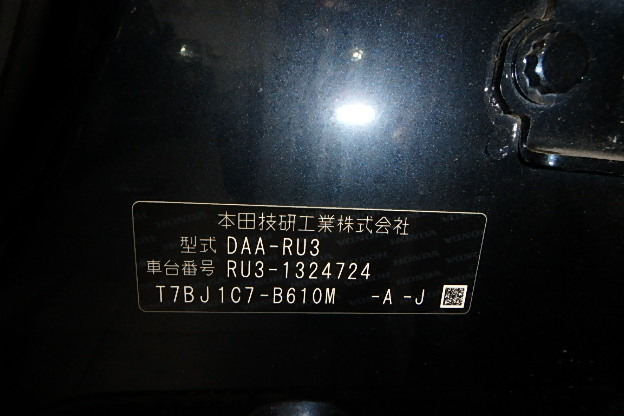 本田技研工業株式会社
型式 DAA-RU3
車台番号 RU3-1324724
T7BJ1C7-B610M -A -J